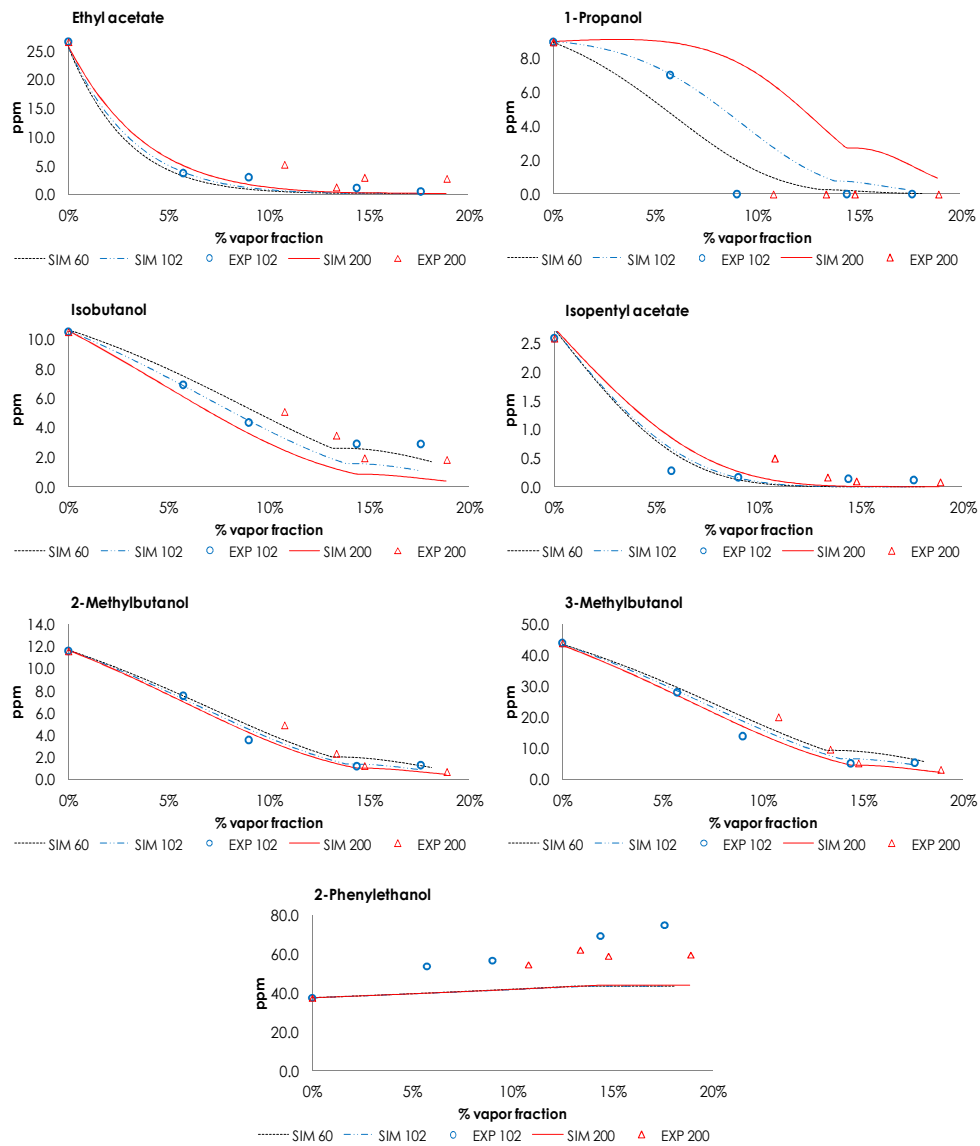 Ethyl acetate
ppm
25.0
20.0
15.0
10.0
5.0
0.0
0% 5% 10% 15% 20%
% vapor fraction
SIM 60 SIM 102 EXP 102 SIM 200 EXP 200
1-Propanol
ppm
8.0
6.0
4.0
2.0
0.0
0% 5% 10% 15% 20%
% vapor fraction
SIM 60 SIM 102 EXP 102 SIM 200 EXP 200
Isobutanol
ppm
10.0
8.0
6.0
4.0
2.0
0.0
0% 5% 10% 15% 20%
% vapor fraction
SIM 60 SIM 102 EXP 102 SIM 200 EXP 200
Isopentyl acetate
ppm
2.5
2.0
1.5
1.0
0.5
0.0
0% 5% 10% 15% 20%
% vapor fraction
SIM 60 SIM 102 EXP 102 SIM 200 EXP 200
2-Methylbutanol
ppm
14.0
12.0
10.0
8.0
6.0
4.0
2.0
0.0
0% 5% 10% 15% 20%
% vapor fraction
SIM 60 SIM 102 EXP 102 SIM 200 EXP 200
3-Methylbutanol
ppm
50.0
40.0
30.0
20.0
10.0
0.0
0% 5% 10% 15% 20%
% vapor fraction
SIM 60 SIM 102 EXP 102 SIM 200 EXP 200
2-Phenylethanol
ppm
80.0
60.0
40.0
20.0
0.0
0% 5% 10% 15% 20%
% vapor fraction
SIM 60 SIM 102 EXP 102 SIM 200 EXP 200